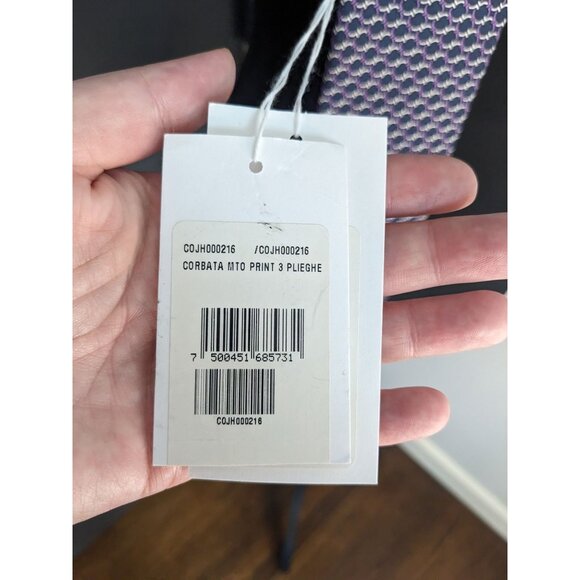 COJH000216 /COJH000216
CORBATA MTO PRINT 3 PLIEGHE
7 500451 685731
COJH000216